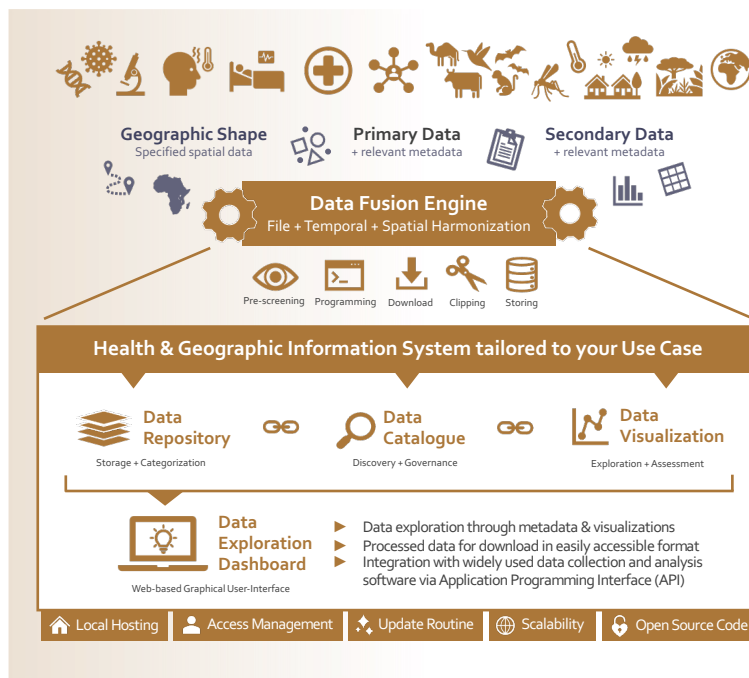 Geographic Shape
Specified spatial data
Primary Data
+ relevant metadata
Secondary Data
+ relevant metadata
Data Fusion Engine
File + Temporal + Spatial Harmonization
Pre-screening
Programming
Download
Clipping
Storing
Health & Geographic Information System tailored to your Use Case
Data
Repository
Storage + Categorization
Data
Catalogue
Discovery + Governance
Data
Visualization
Exploration + Assessment
Data
Exploration
Dashboard
Web-based Graphical User-Interface
Data exploration through metadata & visualizations
Processed data for download in easily accessible format
Integration with widely used data collection and analysis
software via Application Programming Interface (API)
Local Hosting
Access Management
Update Routine
Scalability
Open Source Code